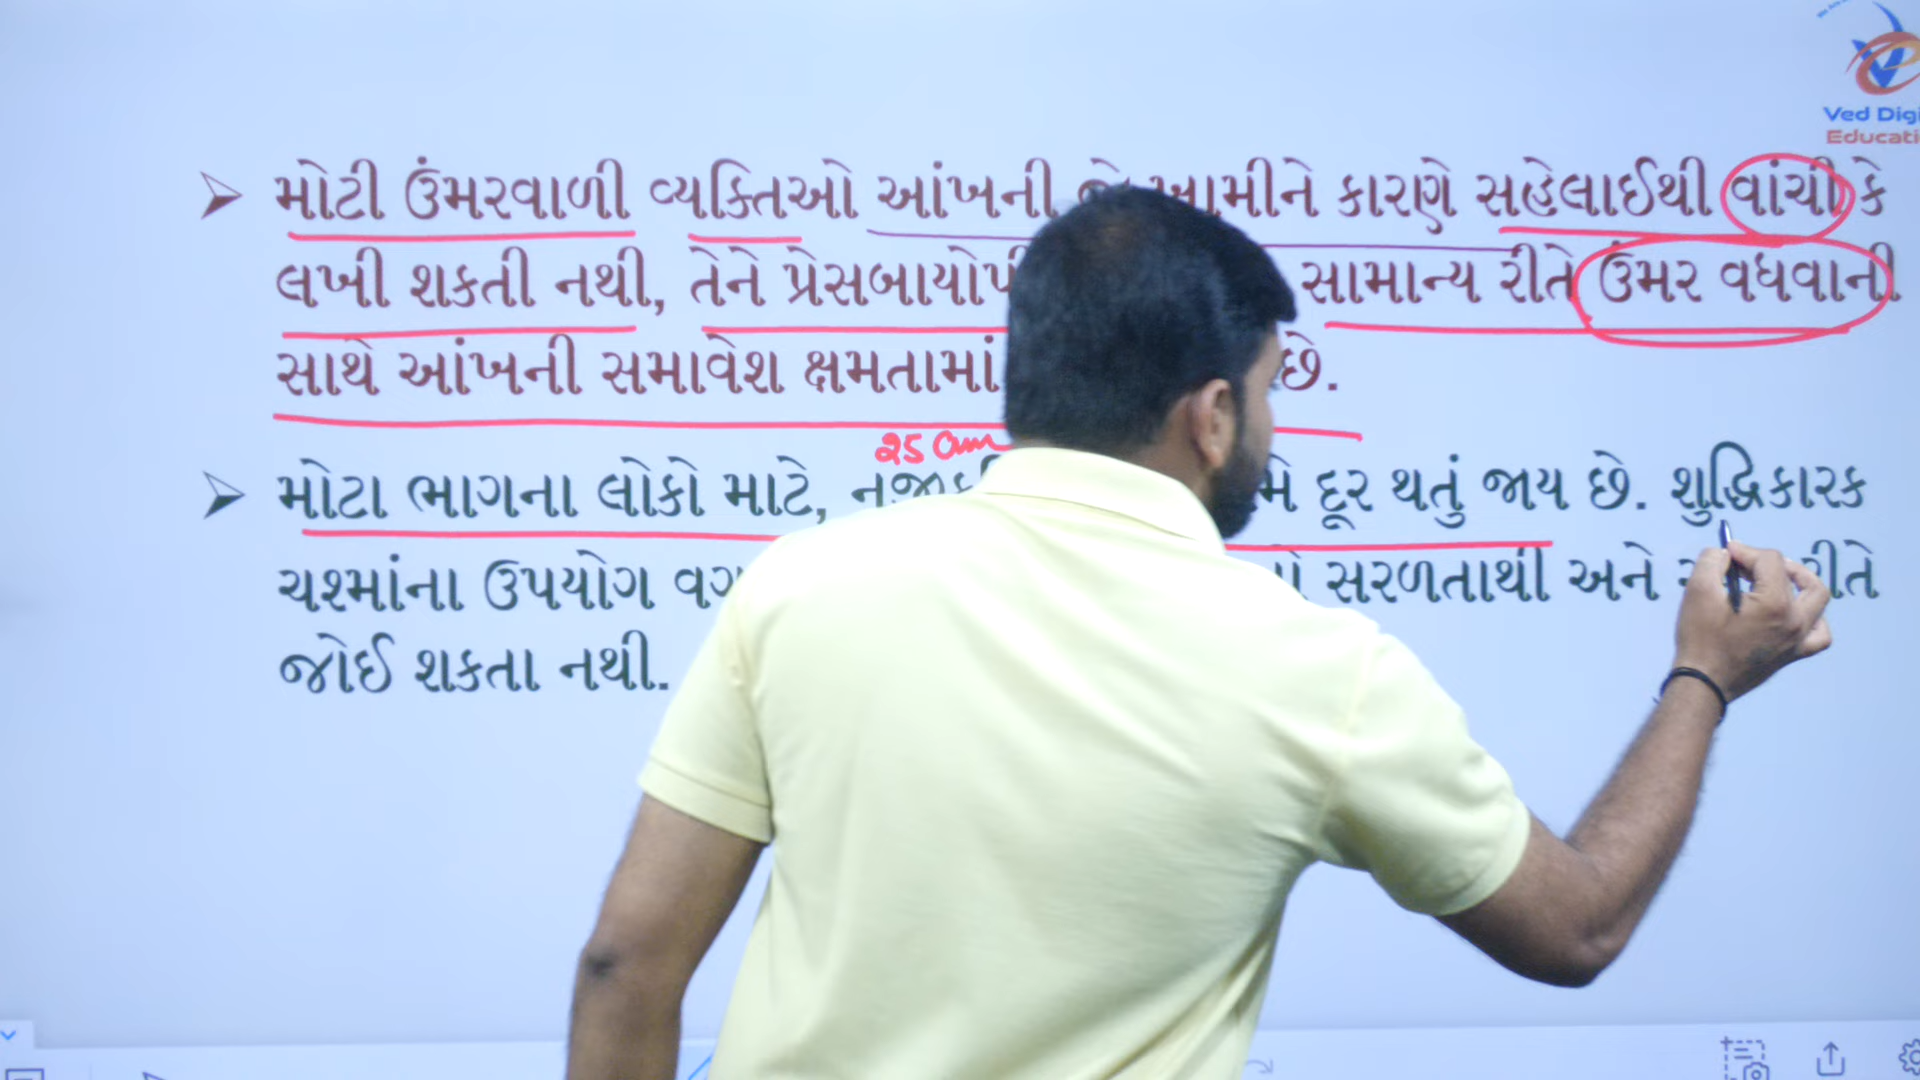 Ved Digi
Educati
મોટી ઉંમરવાળી વ્યક્તિઓ આંખની જે ખામીને કારણે સહેલાઈથી વાંચી કે
લખી શકતી નથી, તેને સામાન્ય રીતે ઉંમર વધવાની
સાથે આંખની સમાવેશ ક્ષમતામાં છે.
25 cm
મોટા ભાગના લોકો માટે, દૂર થતું જાય છે. શુદ્ધિકારક
ચશ્માંના ઉપયોગ સરળતાથી અને રીતે
જોઈ શકતા નથી.